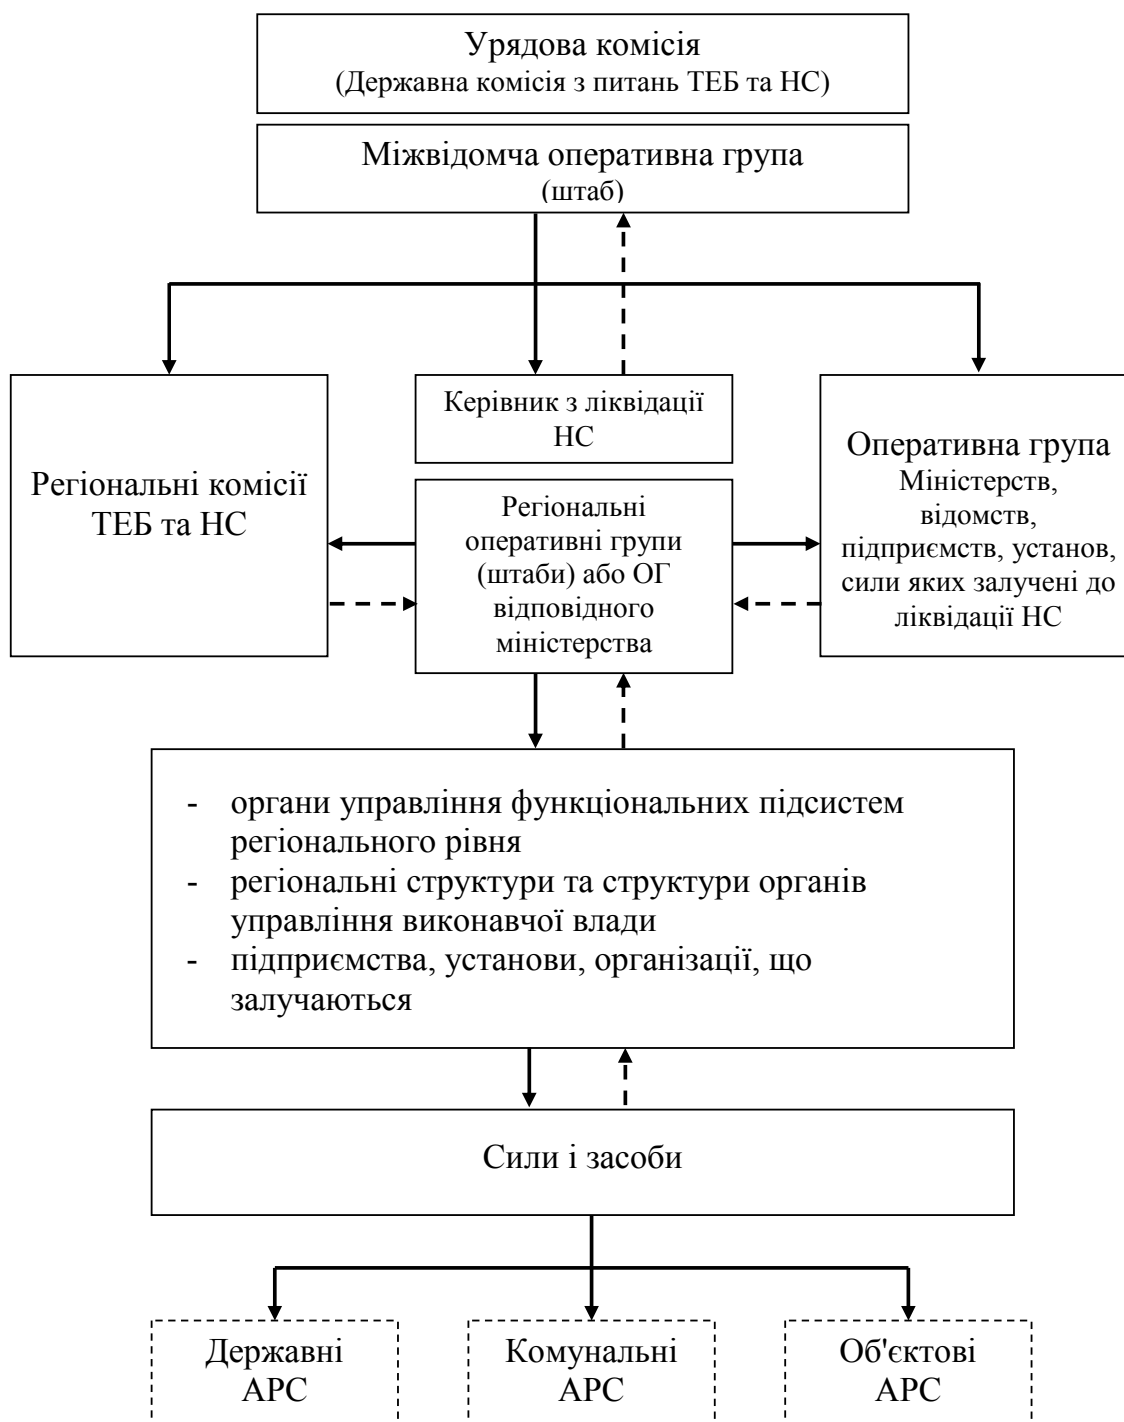 Урядова комісія
(Державна комісія з питань ТЕБ та НС)
Міжвідомча оперативна група
(штаб)
Регіональні комісії
ТЕБ та НС
Керівник з ліквідації
НС
Регіональні
оперативні групи
(штаби) або ОГ
відповідного
міністерства
Оперативна група
Міністерств,
відомств,
підприємств, установ,
сили яких залучені до
ліквідації НС
- органи управління функціональних підсистем
регіонального рівня
- регіональні структури та структури органів
управління виконавчої влади
- підприємства, установи, організації, що
залучаються
Сили і засоби
Державні
АРС
Комунальні
АРС
Об'єктові
АРС